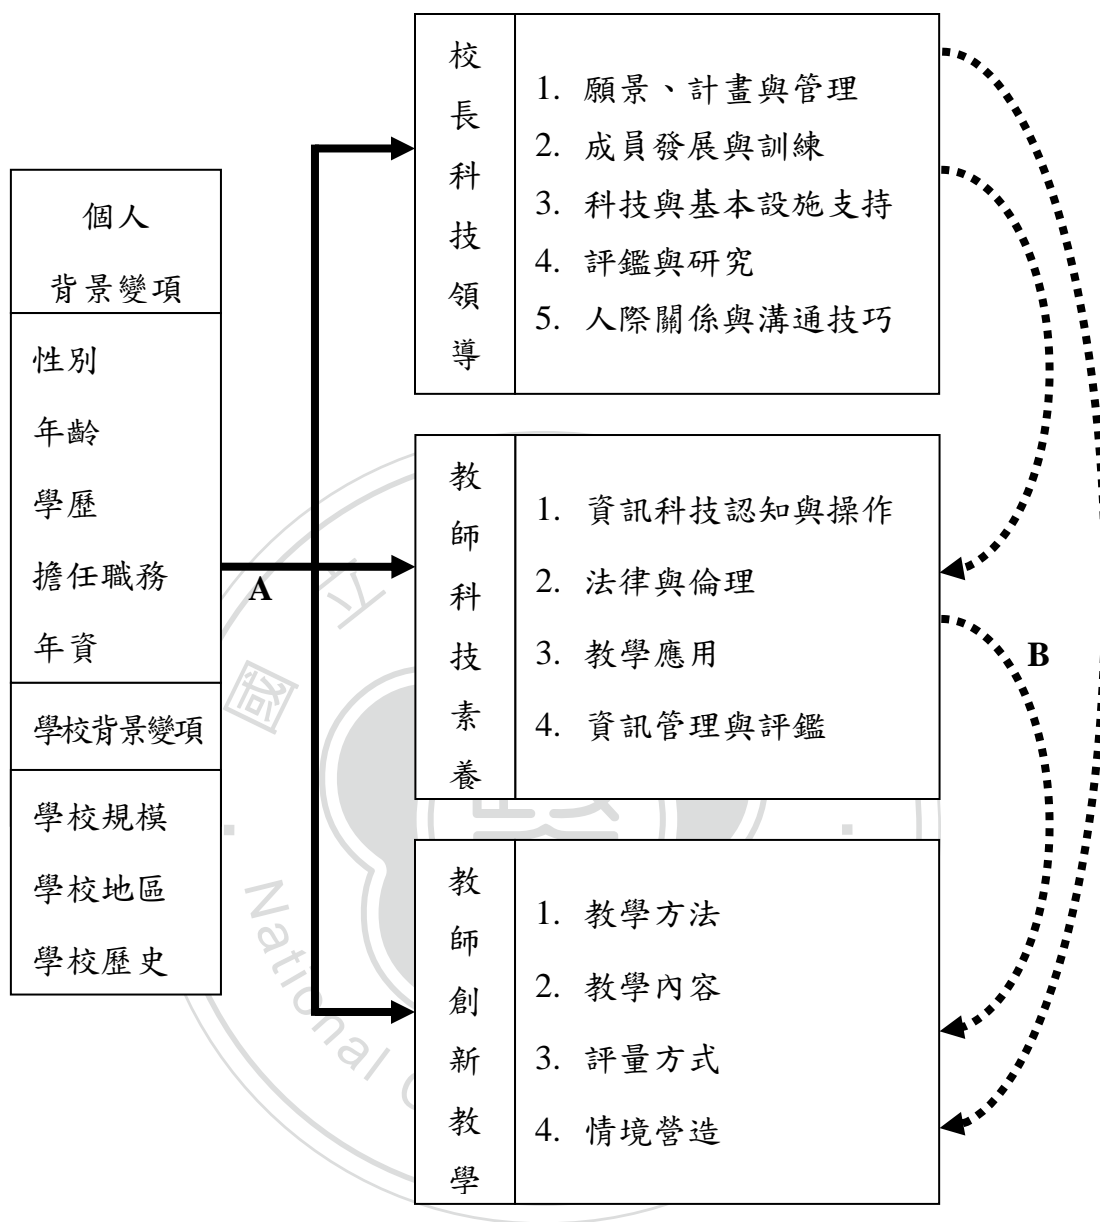 個人
背景變項
性別
年齡
學歷
擔任職務
年資
學校背景變項
學校規模
學校地區
學校歷史
A
校長科技領導
1. 願景、計畫與管理
2. 成員發展與訓練
3. 科技與基本設施支持
4. 評鑑與研究
5. 人際關係與溝通技巧
教師科技素養
1. 資訊科技認知與操作
2. 法律與倫理
3. 教學應用
4. 資訊管理與評鑑
教師創新教學
1. 教學方法
2. 教學內容
3. 評量方式
4. 情境營造
B
國立
National